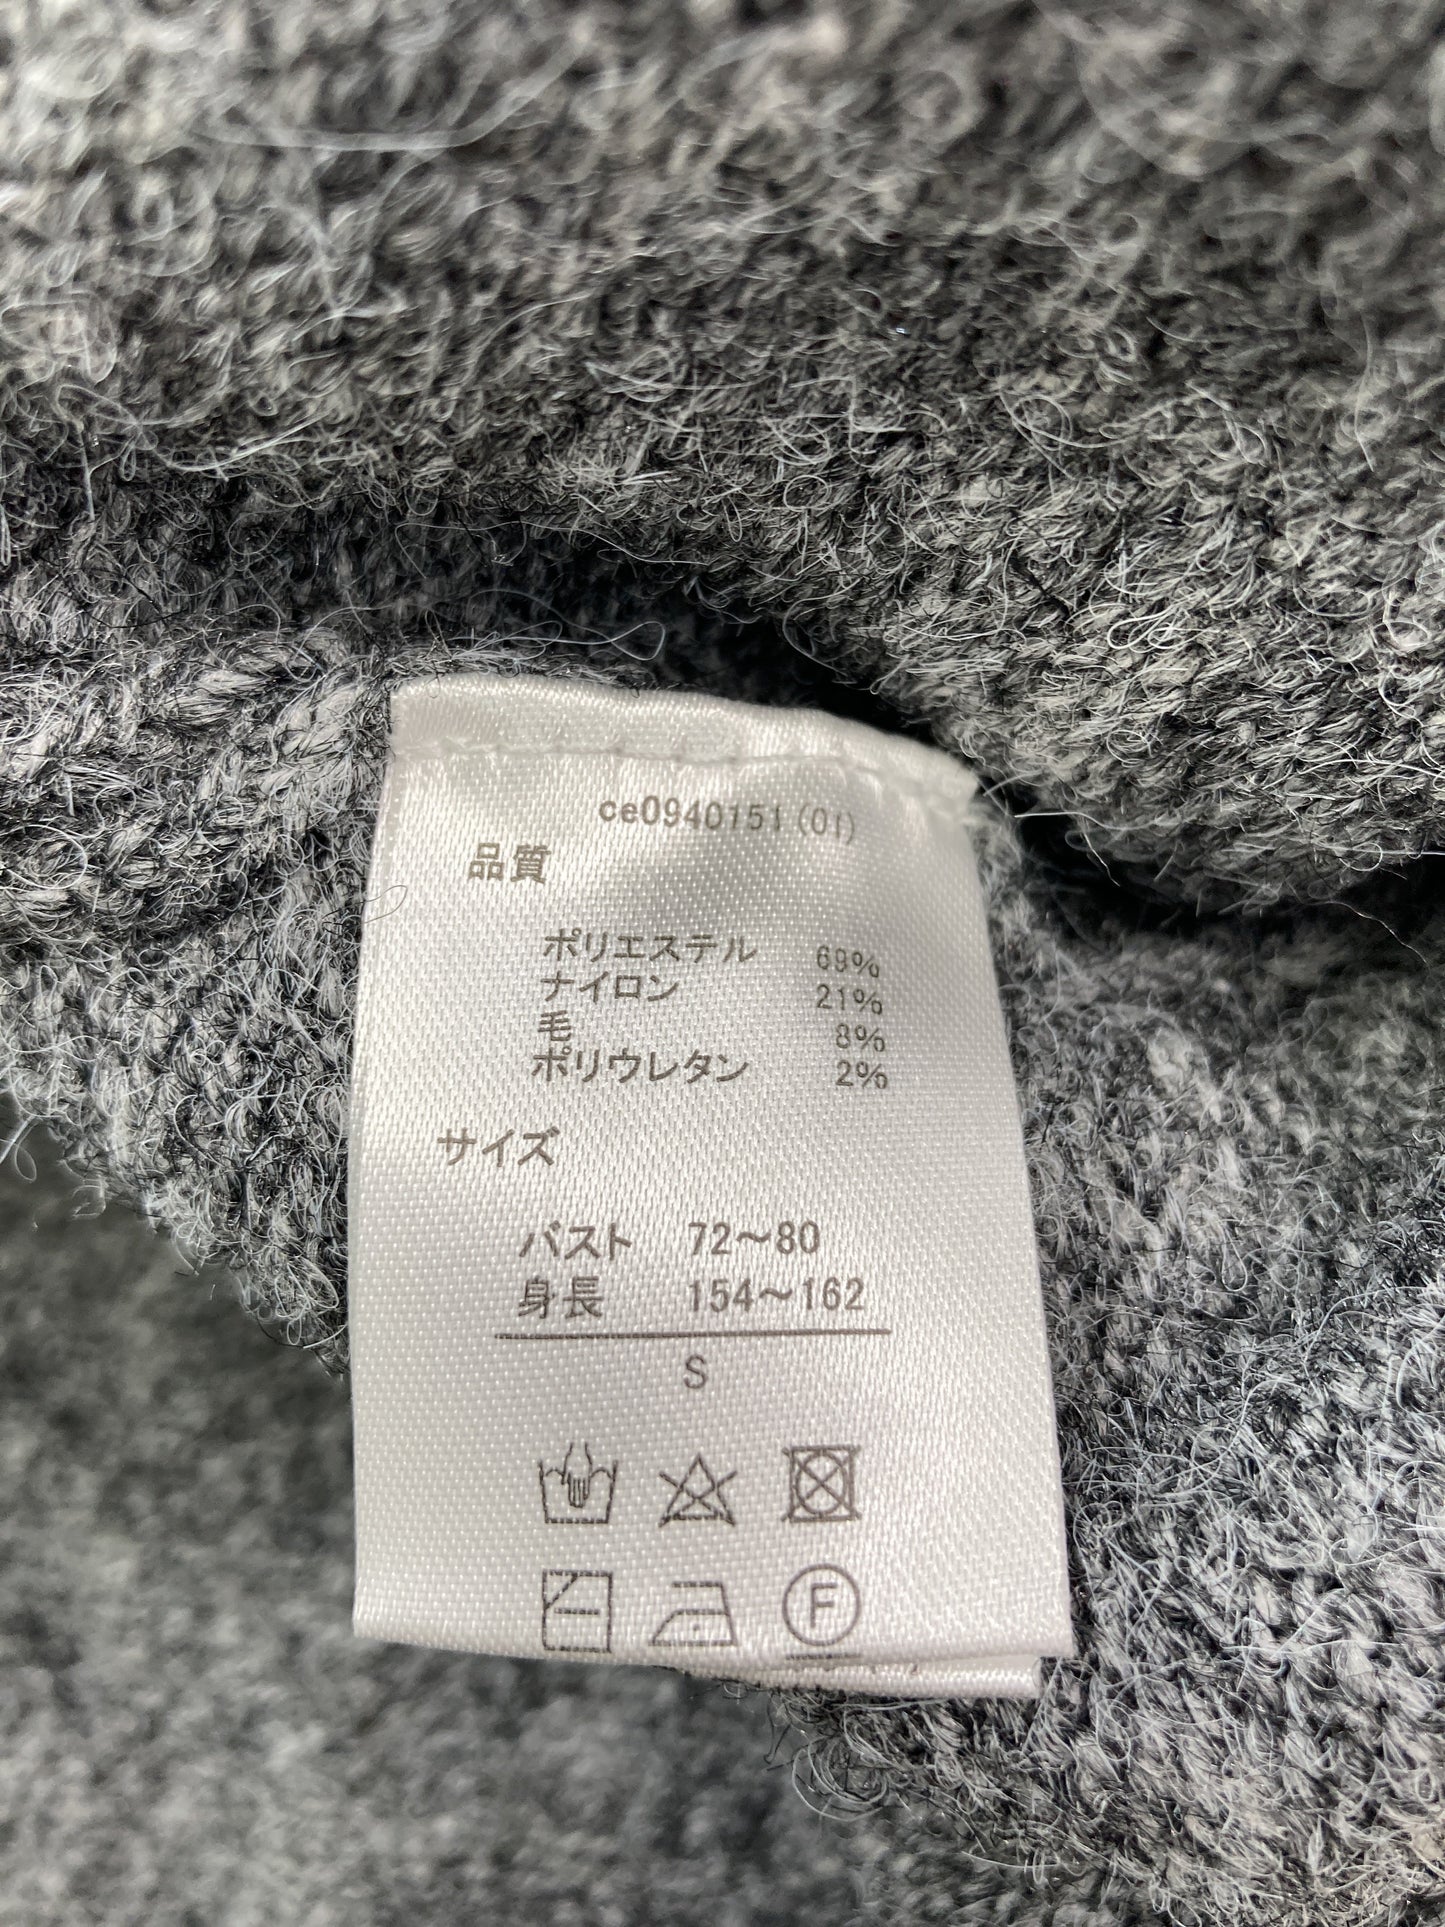 ce0940151(01)
品質
ポリエステル 69%
ナイロン 21%
毛 8%
ポリウレタン 2%
サイズ
バスト 72～80
身長 154～162
S
F